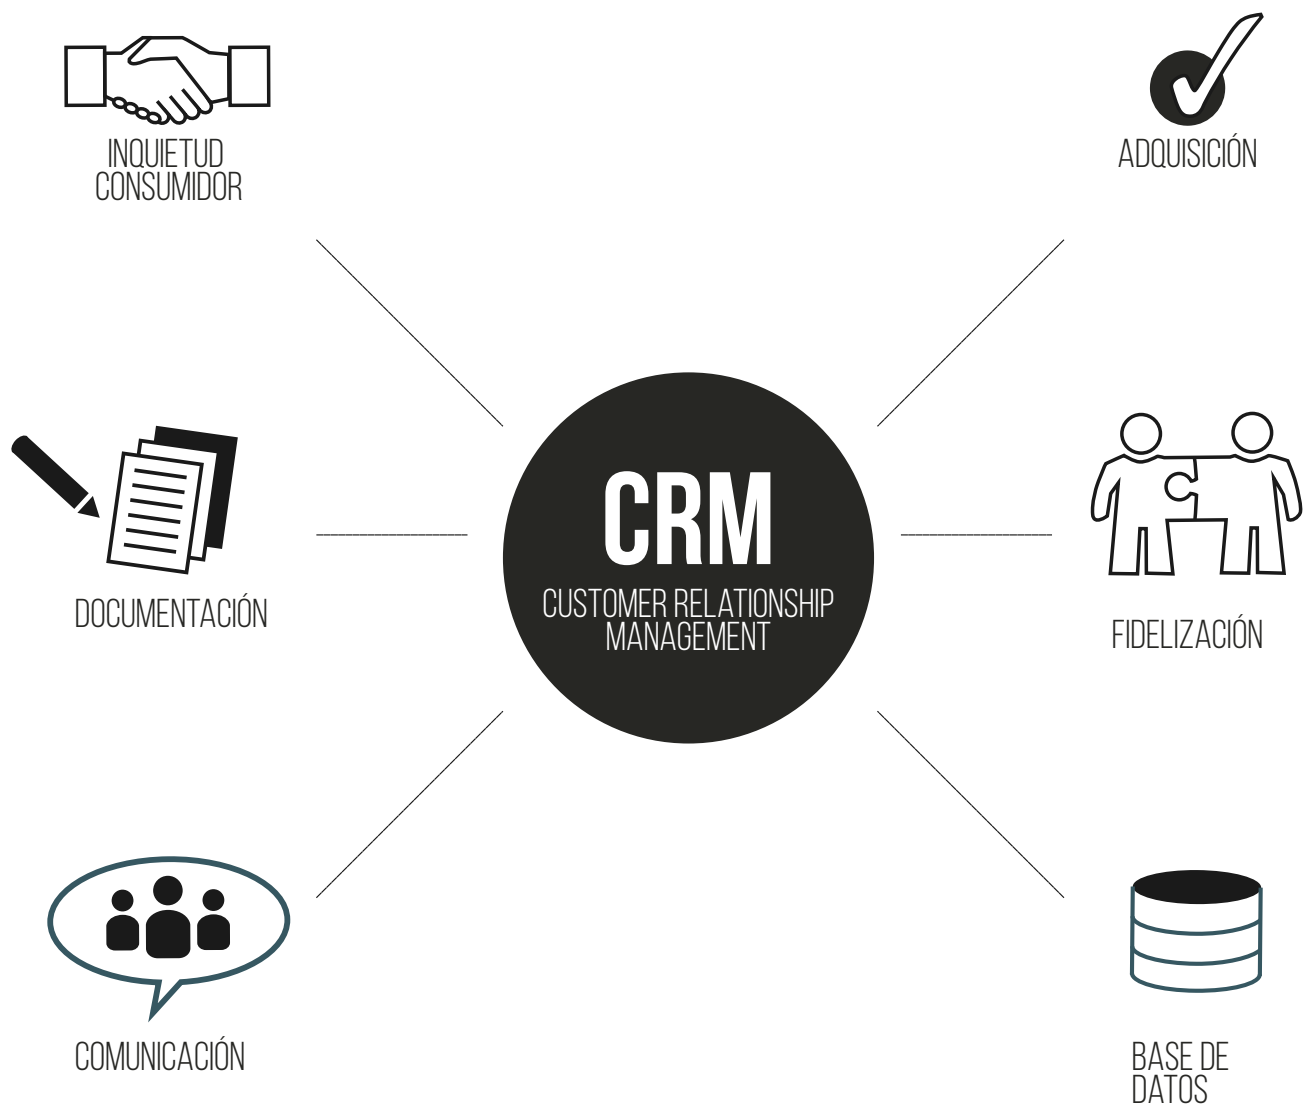 INQUIETUD
CONSUMIDOR
ADQUISICIÓN
CRM
CUSTOMER RELATIONSHIP
MANAGEMENT
DOCUMENTACIÓN
FIDELIZACIÓN
COMUNICACIÓN
BASE DE
DATOS